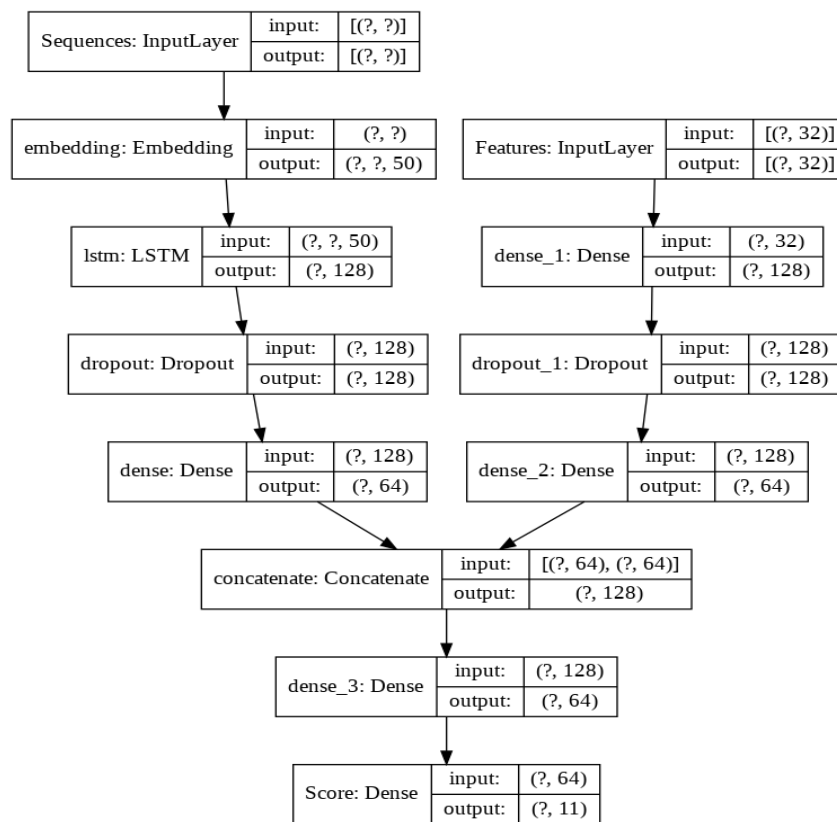 Sequences: InputLayer
input: [(?, ?)]
output: [(?, ?)]
embedding: Embedding
input: (?, ?)
output: (?, ?, 50)
Features: InputLayer
input: [(?, 32)]
output: [(?, 32)]
lstm: LSTM
input: (?, ?, 50)
output: (?, 128)
dense_1: Dense
input: (?, 32)
output: (?, 128)
dropout: Dropout
input: (?, 128)
output: (?, 128)
dropout_1: Dropout
input: (?, 128)
output: (?, 128)
dense: Dense
input: (?, 128)
output: (?, 64)
dense_2: Dense
input: (?, 128)
output: (?, 64)
concatenate: Concatenate
input: [(?, 64), (?, 64)]
output: (?, 128)
dense_3: Dense
input: (?, 128)
output: (?, 64)
Score: Dense
input: (?, 64)
output: (?, 11)